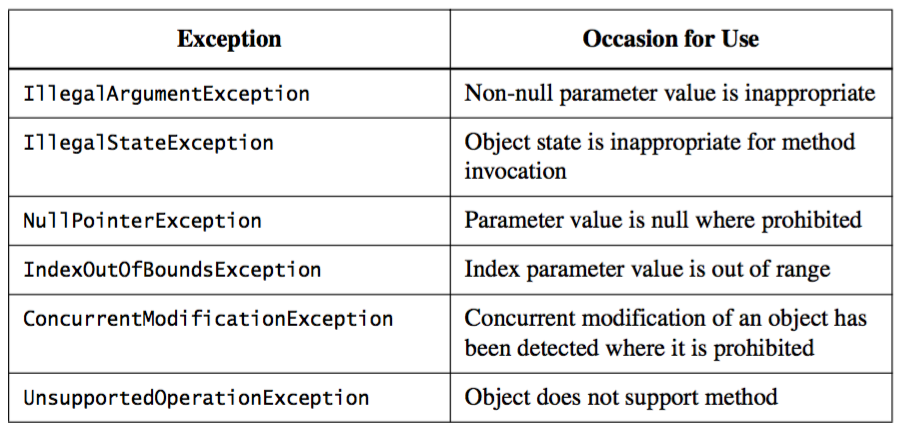 Exception Occasion for Use
IllegalArgumentException Non-null parameter value is inappropriate
IllegalStateException Object state is inappropriate for method
invocation
NullPointerException Parameter value is null where prohibited
IndexOutOfBoundsException Index parameter value is out of range
ConcurrentModificationException Concurrent modification of an object has
been detected where it is prohibited
UnsupportedOperationException Object does not support method